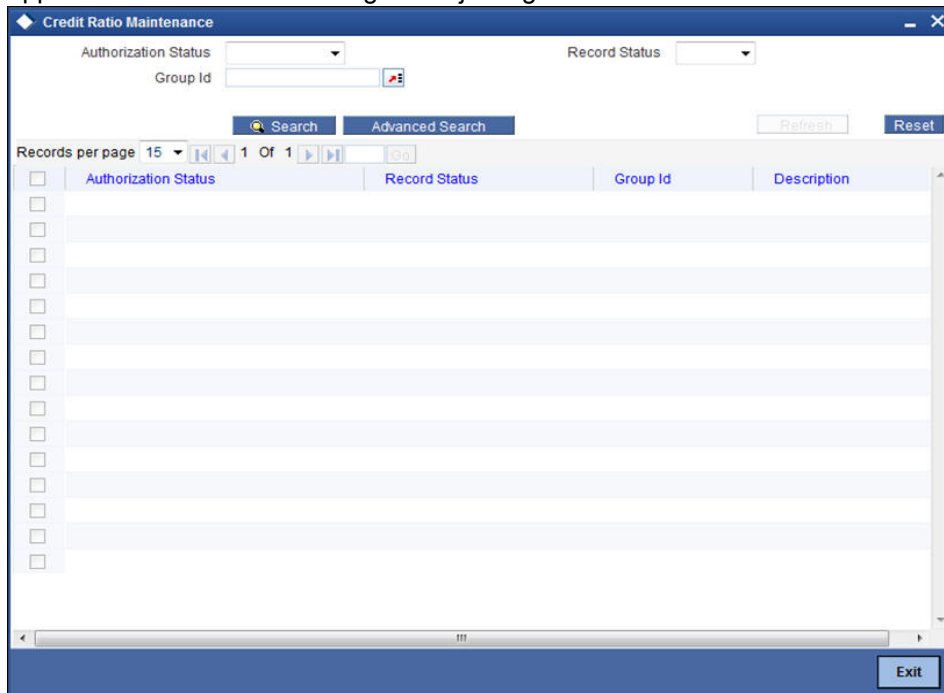 Credit Ratio Maintenance
Authorization Status Record Status
Group Id
Search Advanced Search Refresh Reset
Records per page 15 1 Of 1 Go
Authorization Status Record Status Group Id Description
Exit